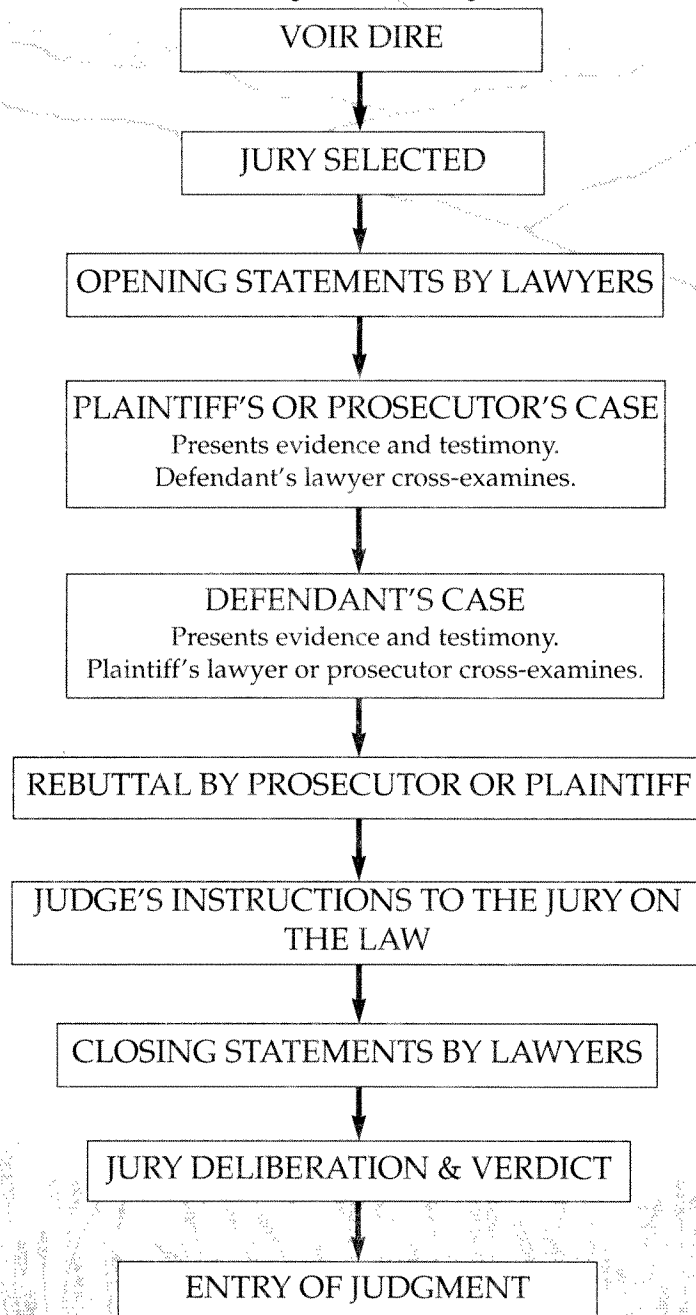 VOIR DIRE
JURY SELECTED
OPENING STATEMENTS BY LAWYERS
PLAINTIFF'S OR PROSECUTOR'S CASE
Presents evidence and testimony.
Defendant's lawyer cross-examines.
DEFENDANT'S CASE
Presents evidence and testimony.
Plaintiff's lawyer or prosecutor cross-examines.
REBUTTAL BY PROSECUTOR OR PLAINTIFF
JUDGE'S INSTRUCTIONS TO THE JURY ON
THE LAW
CLOSING STATEMENTS BY LAWYERS
JURY DELIBERATION & VERDICT
ENTRY OF JUDGMENT